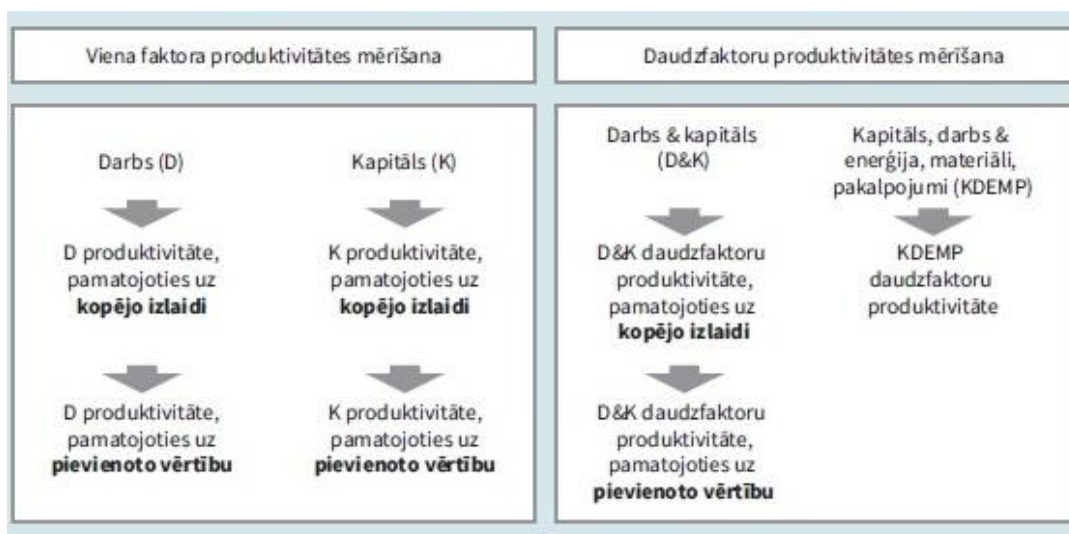 Viena faktora produktivitātes mērīšana
Daudzfaktoru produktivitātes mērīšana
Darbs (D)
D produktivitāte,
pamatojoties uz
kopējo izlaidi
D produktivitāte,
pamatojoties uz
pievienoto vērtību
Kapitāls (K)
K produktivitāte,
pamatojoties uz
kopējo izlaidi
K produktivitāte,
pamatojoties uz
pievienoto vērtību
Darbs & kapitāls
(D&K)
D&K daudzfaktoru
produktivitāte,
pamatojoties uz
kopējo izlaidi
D&K daudzfaktoru
produktivitāte,
pamatojoties uz
pievienoto vērtību
Kapitāls, darbs &
enerģija, materiāli,
pakalpojumi (KDEMP)
KDEMP
daudzfaktoru
produktivitāte